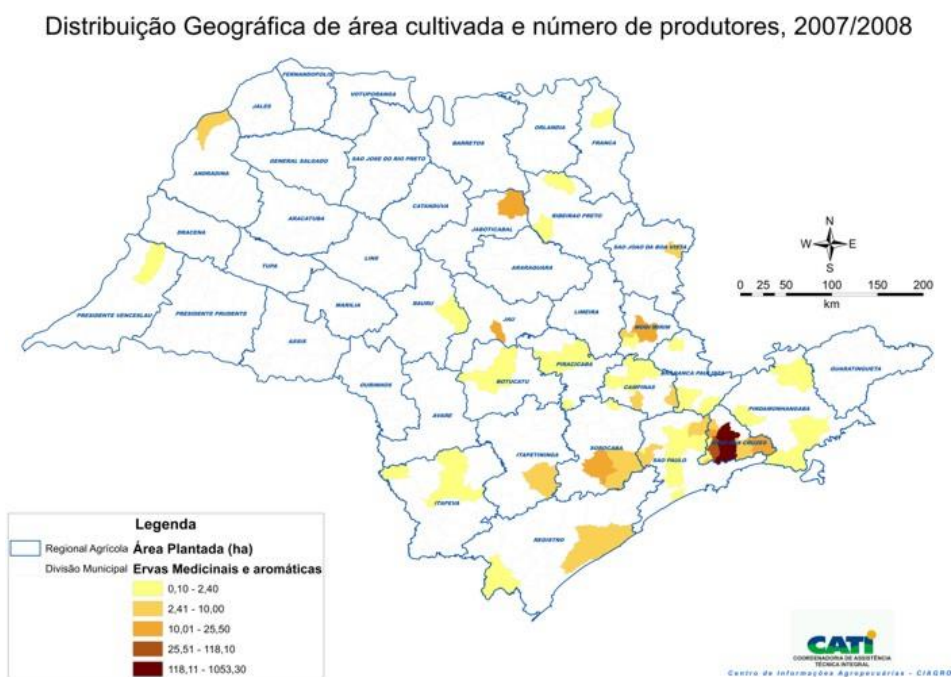 Distribuição Geográfica de área cultivada e número de produtores, 2007/2008
FERNANDOPOLIS
VOTUPORANGA
JALES
ORLANDIA
BARRETOS
FRANCA
GENERAL SALGADO
SAO JOSE DO RIO PRETO
ANDRADINA
CATANDUVA
RIBEIRAO PRETO
ARACATUBA
JABOTICABAL
DRACENA
SAO JOAO DA BOA VISTA
LINS
ARARAQUARA
TUPA
N
W E
S
0 25 50 100 150 200
km
BAURU
MARILIA
PRESIDENTE VENCESLAU
PRESIDENTE PRUDENTE
JAU
LIMEIRA
MOGI MIRIM
ASSIS
PIRACICABA
GUARATINGUETA
BRAGANCA PAULISTA
OURINHOS
BOTUCATU
CAMPINAS
AVARE
PINDAMONHANGABA
ITAPETININGA
SOROCABA
SAO PAULO
ITAPEVA
REGISTRO
Legenda
Regional Agrícola Área Plantada (ha)
Divisão Municipal Ervas Medicinais e aromáticas
0,10 - 2,40
2,41 - 10,00
10,01 - 25,50
25,51 - 118,10
118,11 - 1053,30
CATI
COORDENADORIA DE ASSISTÊNCIA
TÉCNICA INTEGRAL
Centro de Informações Agropecuárias - CIAGRO